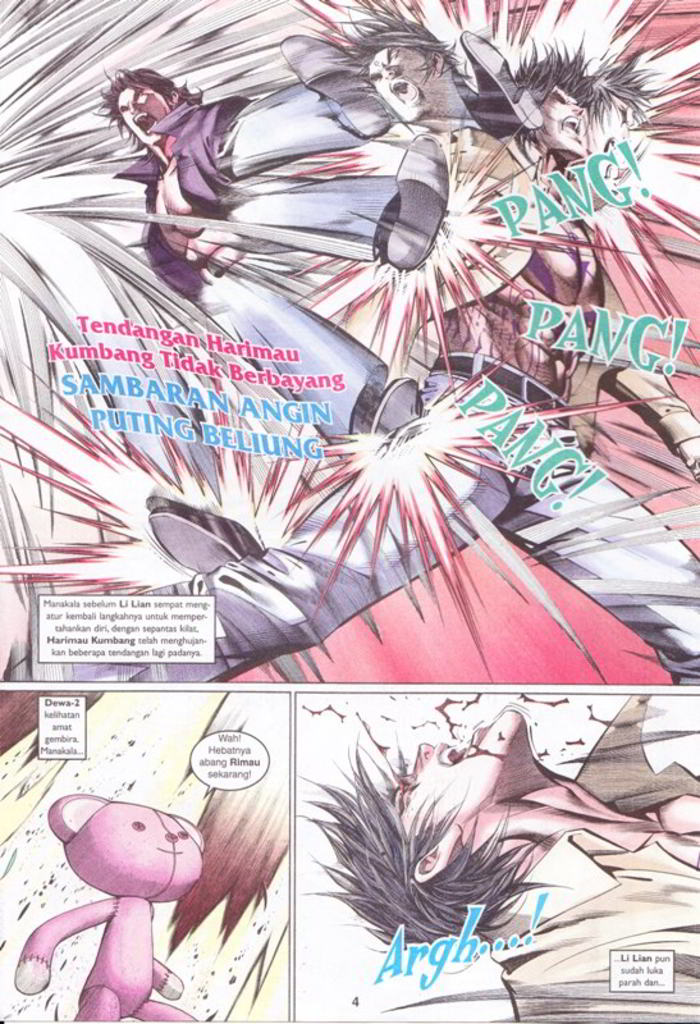 PANG!
PANG!
PANG!
PANG!
Tendangan Harimau
Kumbang Tidak Berbayang
SAMBARAN ANGIN
PUTING BELIUNG
Manakala sebelum Li Lian sempat meng-
atur kembali langkahnya untuk memper-
tahankan diri, dengan sepantas kilat,
Harimau Kumbang telah menghujan-
kan beberapa tendangan lagi padanya.
Dewa-2
kelihatan
amat
gembira.
Manakala...
Wah!
Hebatnya
abang Rimau
sekarang!
Argh....!
...Li Lian pun
sudah luka
parah dan...
4